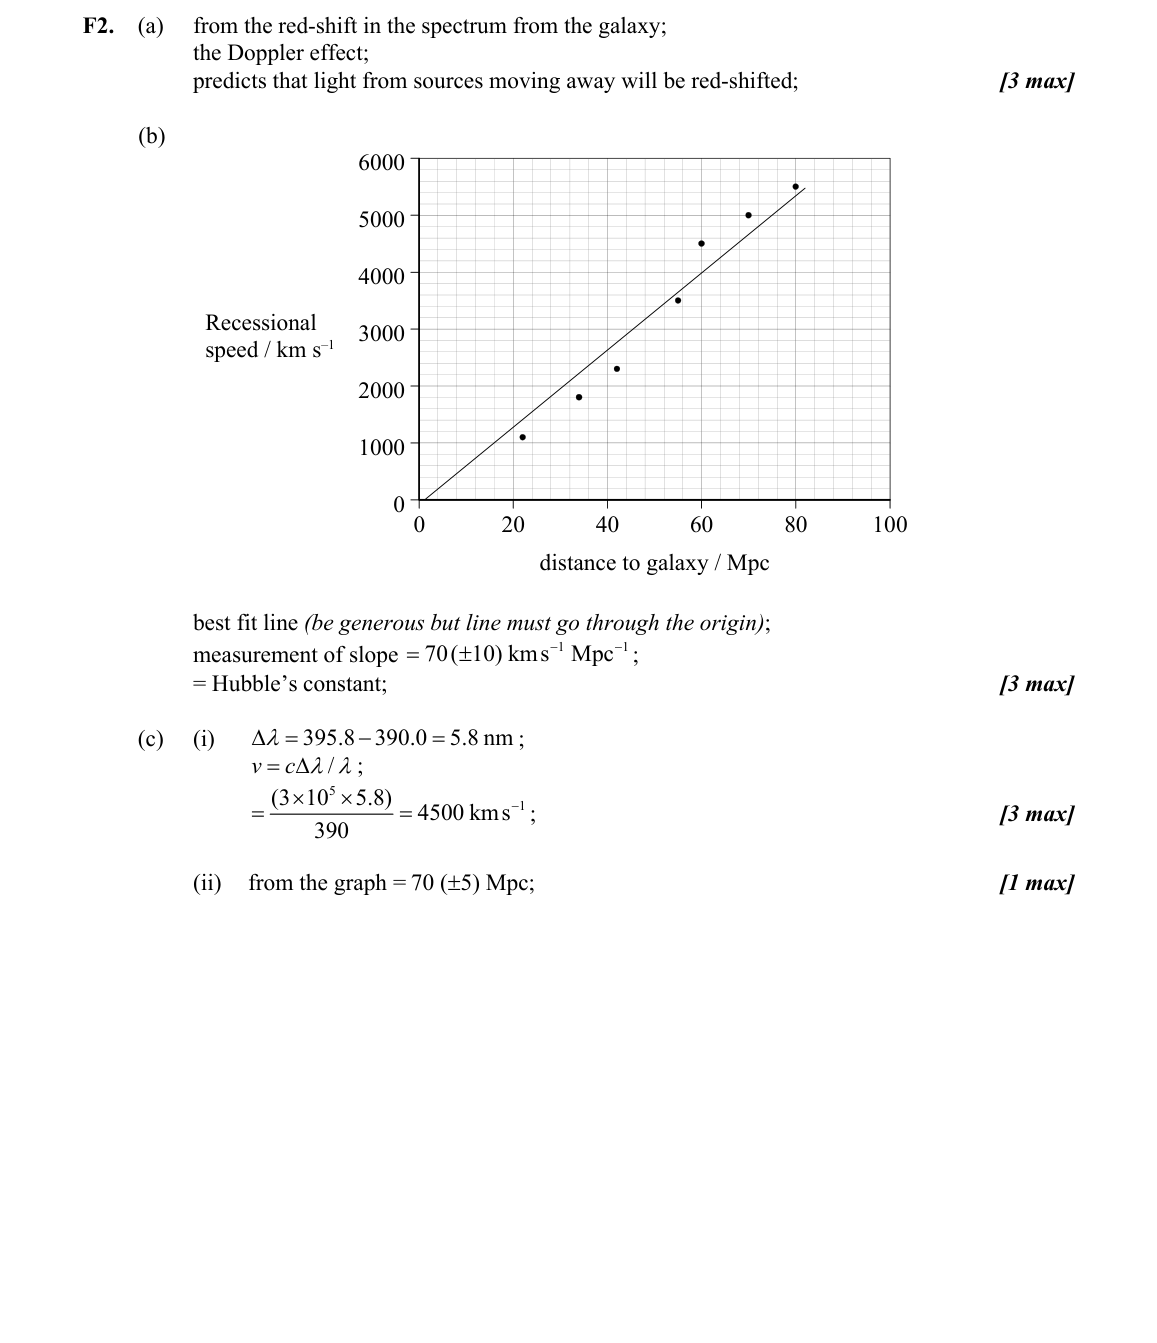 F2. (a) from the red-shift in the spectrum from the galaxy;
the Doppler effect;
predicts that light from sources moving away will be red-shifted; [3 max]
(b)
6000
5000
4000
3000
2000
1000
0
Recessional
speed / km s⁻¹
0 20 40 60 80 100
distance to galaxy / Mpc
best fit line (be generous but line must go through the origin);
measurement of slope = 70(±10) km s⁻¹ Mpc⁻¹ ;
= Hubble’s constant; [3 max]
(c) (i) Δλ = 395.8 – 390.0 = 5.8 nm ;
v = cΔλ / λ ;
= (3×10⁵ × 5.8) / 390 = 4500 km s⁻¹ ; [3 max]
(ii) from the graph = 70 (±5) Mpc; [1 max]